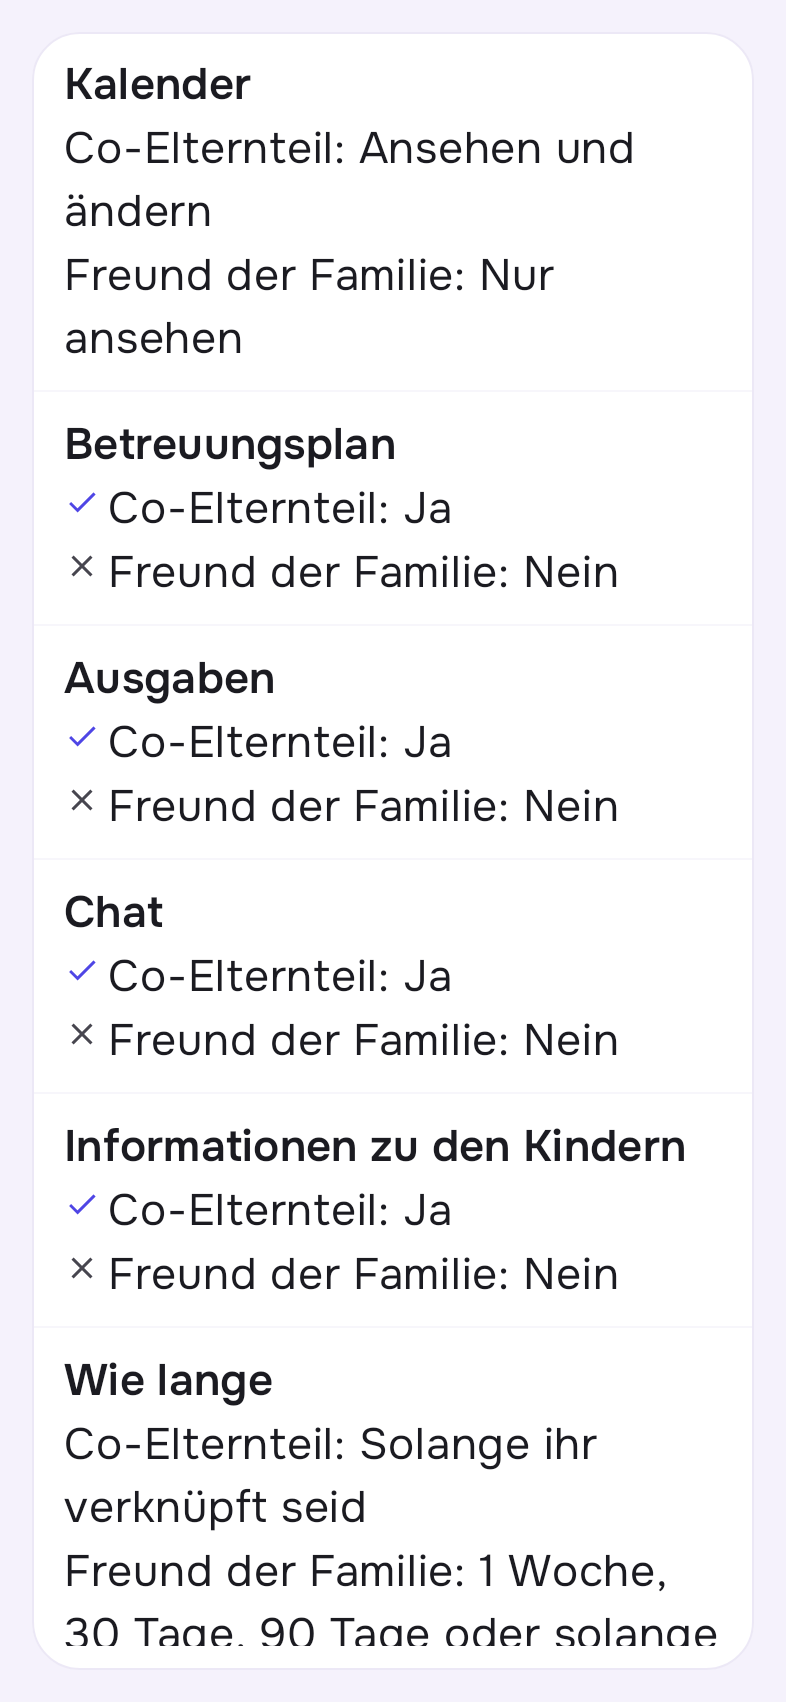 Kalender
Co-Elternteil: Ansehen und
ändern
Freund der Familie: Nur
ansehen
Betreuungsplan
Co-Elternteil: Ja
Freund der Familie: Nein
Ausgaben
Co-Elternteil: Ja
Freund der Familie: Nein
Chat
Co-Elternteil: Ja
Freund der Familie: Nein
Informationen zu den Kindern
Co-Elternteil: Ja
Freund der Familie: Nein
Wie lange
Co-Elternteil: Solange ihr
verknüpft seid
Freund der Familie: 1 Woche,
30 Tage, 90 Tage oder solange